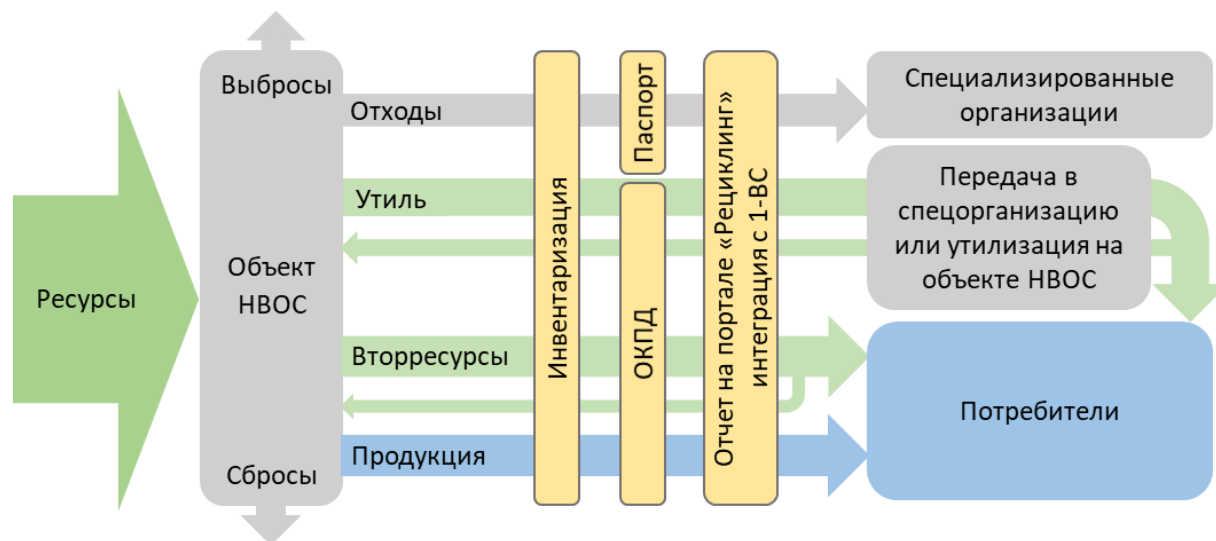 Ресурсы
Выбросы
Объект
НВОС
Сбросы
Отходы
Утиль
Вторресурсы
Продукция
Инвентаризация
Паспорт
ОКПД
Отчет на портале «Рециклинг»
интеграция с 1-ВС
Специализированные
организации
Передача в
спецорганизацию
или утилизация на
объекте НВОС
Потребители